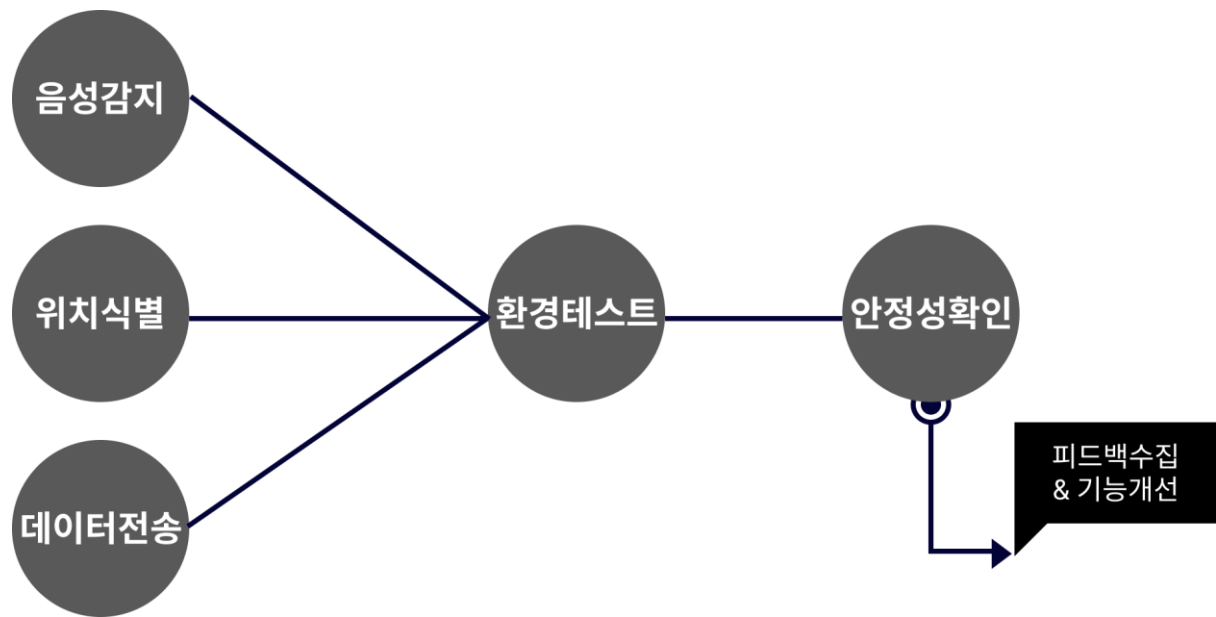 음성감지
위치식별
데이터전송
환경테스트
안정성확인
피드백수집
& 기능개선